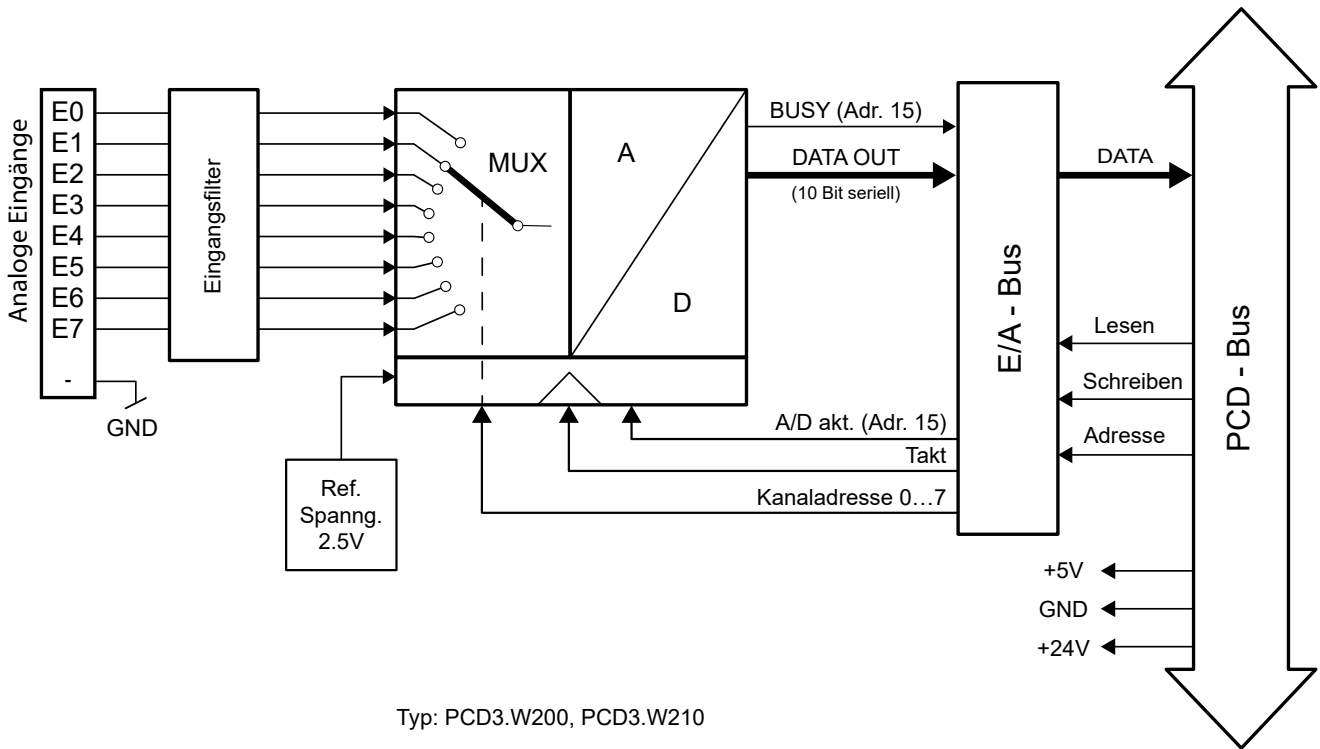 Analoge Eingänge
E0
E1
E2
E3
E4
E5
E6
E7
-
GND
Eingangsfilter
MUX
A
D
Ref.
Spanng.
2.5V
BUSY (Adr. 15)
DATA OUT
(10 Bit seriell)
A/D akt. (Adr. 15)
Takt
Kanaladresse 0…7
E/A - Bus
DATA
Lesen
Schreiben
Adresse
+5V
GND
+24V
PCD - Bus
Typ: PCD3.W200, PCD3.W210